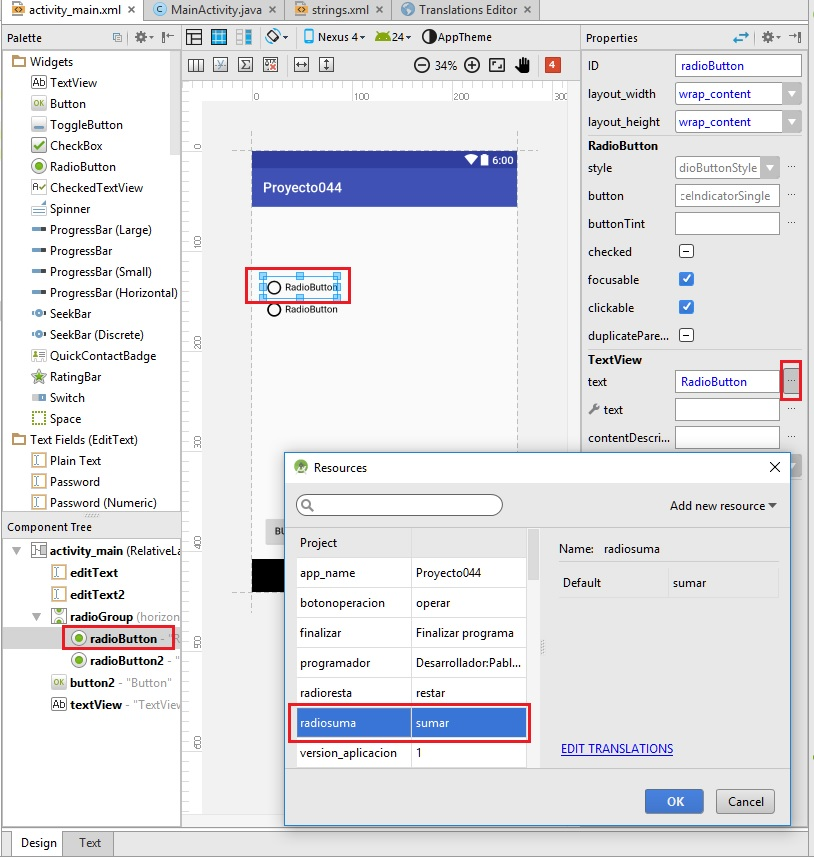 activity_main.xml
MainActivity.java
strings.xml
Translations Editor
Palette
Nexus 4
24
AppTheme
Properties
34%
4
Widgets
TextView
Button
ToggleButton
CheckBox
RadioButton
CheckedTextView
Spinner
ProgressBar (Large)
ProgressBar
ProgressBar (Small)
ProgressBar (Horizontal)
SeekBar
SeekBar (Discrete)
QuickContactBadge
RatingBar
Switch
Space
Text Fields (EditText)
Plain Text
Password
Password (Numeric)
Component Tree
activity_main (RelativeLa
editText
editText2
radioGroup (horizon
radioButton - "R
radioButton2 - "
button2 - "Button"
textView - "TextView
0
100
200
300
0
100
200
300
400
500
600
6:00
Proyecto044
RadioButton
RadioButton
BU
ID
radioButton
layout_width
wrap_content
layout_height
wrap_content
RadioButton
style
dioButtonStyle
button
ceIndicatorSingle
buttonTint
checked
focusable
clickable
duplicatePare...
TextView
text
RadioButton
text
contentDescri...
Resources
Add new resource
Project
app_name Proyecto044
botonoperacion operar
finalizar Finalizar programa
programador Desarrollador:Pabl...
radioresta restar
radiosuma sumar
version_aplicacion 1
Name: radiosuma
Default sumar
EDIT TRANSLATIONS
OK
Cancel
Design
Text